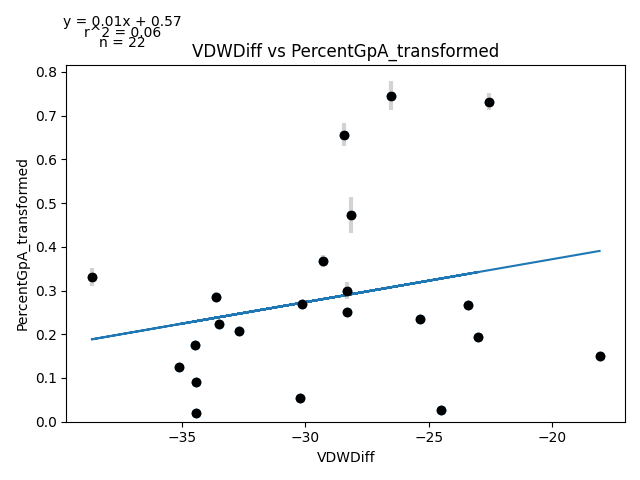 y = 0.01x + 0.57
r^2 = 0.06
n = 22
VDWDiff vs PercentGpA_transformed
0.8
0.7
0.6
0.5
0.4
0.3
0.2
0.1
0.0
PercentGpA_transformed
−35
−30
−25
−20
VDWDiff